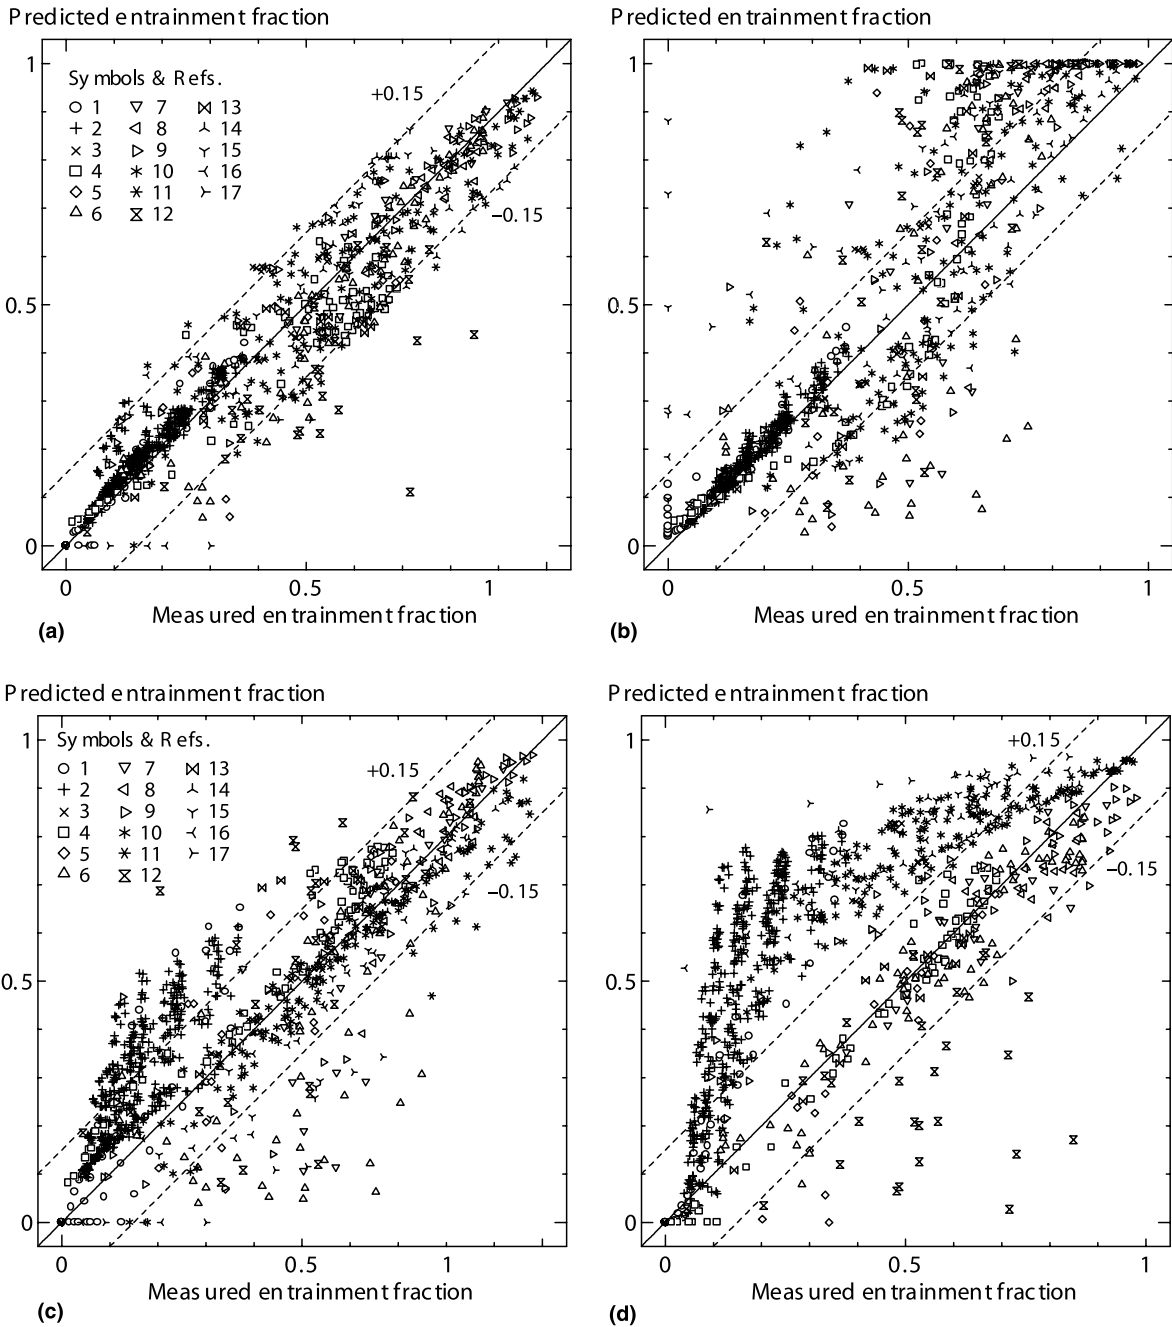 Predicted entrainment fraction
1
0.5
0
Symbols & Refs.
1 7 13
2 8 14
3 9 15
4 10 16
5 11 17
6 12
+0.15
−0.15
0 0.5 1
Measured entrainment fraction
(a)
Predicted entrainment fraction
1
0.5
0
0 0.5 1
Measured entrainment fraction
(b)
Predicted entrainment fraction
1
0.5
0
Symbols & Refs.
1 7 13
2 8 14
3 9 15
4 10 16
5 11 17
6 12
+0.15
−0.15
0 0.5 1
Measured entrainment fraction
(c)
Predicted entrainment fraction
1
0.5
0
+0.15
−0.15
0 0.5 1
Measured entrainment fraction
(d)